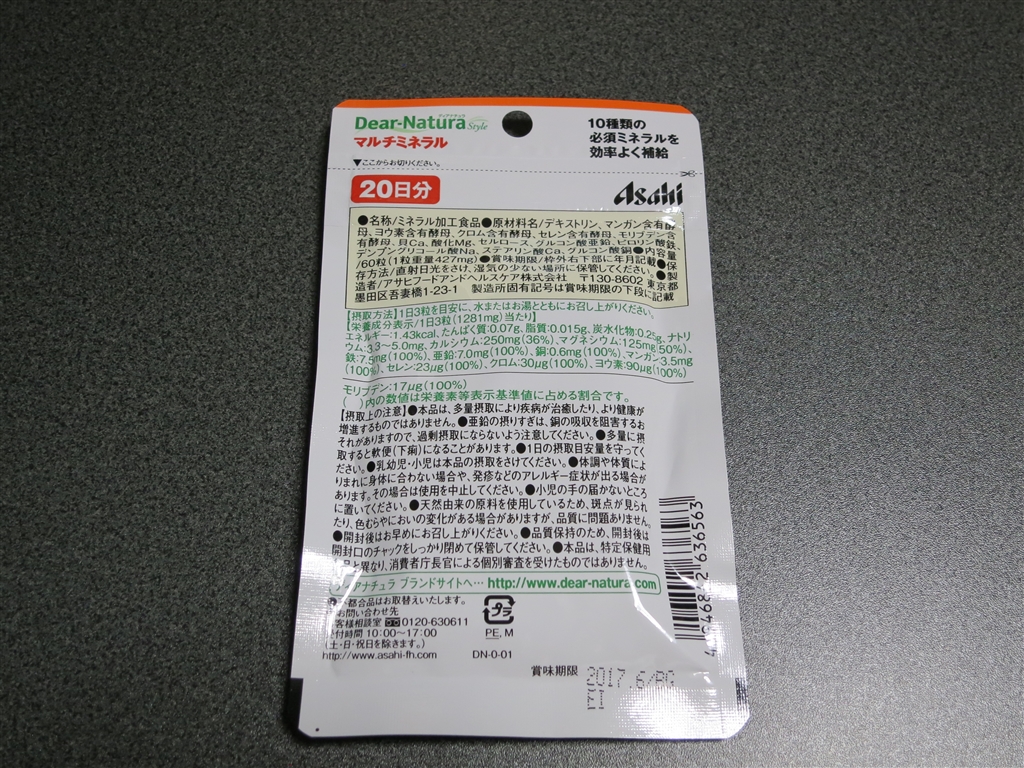 ディアナチュラ
Dear-Natura Style
マルチミネラル
10種類の
必須ミネラルを
効率よく補給
▼ここからお切りください。
20日分
Asahi
●名称/ミネラル加工食品●原材料名/デキストリン、マンガン含有酵
母、ヨウ素含有酵母、クロム含有酵母、セレン含有酵母、モリブデン含
有酵母、貝Ca、酸化Mg、セルロース、グルコン酸亜鉛、ピロリン酸鉄、
デンプングリコール酸Na、ステアリン酸Ca、グルコン酸銅●内容量
/60粒(1粒重量427mg)●賞味期限/枠外右下部に年月記載●保
存方法/直射日光をさけ、湿気の少ない場所に保管してください。●製
造者/アサヒフードアンドヘルスケア株式会社 〒130-8602 東京都
墨田区吾妻橋1-23-1 製造所固有記号は賞味期限の下段に記載
【摂取方法】1日3粒を目安に、水またはお湯とともにお召し上がりください。
【栄養成分表示/1日3粒(1281mg)当たり】
エネルギー:1.43kcal、たんぱく質:0.07g、脂質:0.015g、炭水化物:0.25g、ナトリ
ウム:3.3~5.0mg、カルシウム:250mg(36%)、マグネシウム:125mg(50%)、
鉄:7.5mg(100%)、亜鉛:7.0mg(100%)、銅:0.6mg(100%)、マンガン:3.5mg
(100%)、セレン:23μg(100%)、クロム:30μg(100%)、ヨウ素:90μg(100%)
モリブデン:17μg(100%)
( )内の数値は栄養素等表示基準値に占める割合です。
【摂取上の注意】●本品は、多量摂取により疾病が治癒したり、より健康が
増進するものではありません。●亜鉛の摂りすぎは、銅の吸収を阻害するお
それがありますので、過剰摂取にならないよう注意してください。●多量に摂
取すると軟便(下痢)になることがあります。●1日の摂取目安量を守ってく
ださい。●乳幼児・小児は本品の摂取をさけてください。●体調や体質によ
りまれに身体に合わない場合や、発疹などのアレルギー症状が出る場合が
あります。その場合は使用を中止してください。●小児の手の届かないところ
に置いてください。●天然由来の原料を使用しているため、斑点が見られ
たり、色むらやにおいの変化がある場合がありますが、品質に問題ありません。
●開封後はお早めにお召し上がりください。●品質保持のため、開封後は
開封口のチャックをしっかり閉めて保管してください。●本品は、特定保健用
品と異なり、消費者庁長官による個別審査を受けたものではありません。
アナチュラ ブランドサイトへ… http://www.dear-natura.com
都合品はお取替えいたします。
お問い合わせ先
客様相談室 0120-630611
受付時間 10:00~17:00
(土・日・祝日を除きます。)
http://www.asahi-fh.com
プラ
PE, M
DN-0-01
4 946842 636563
賞味期限 2017.6/BG
EI